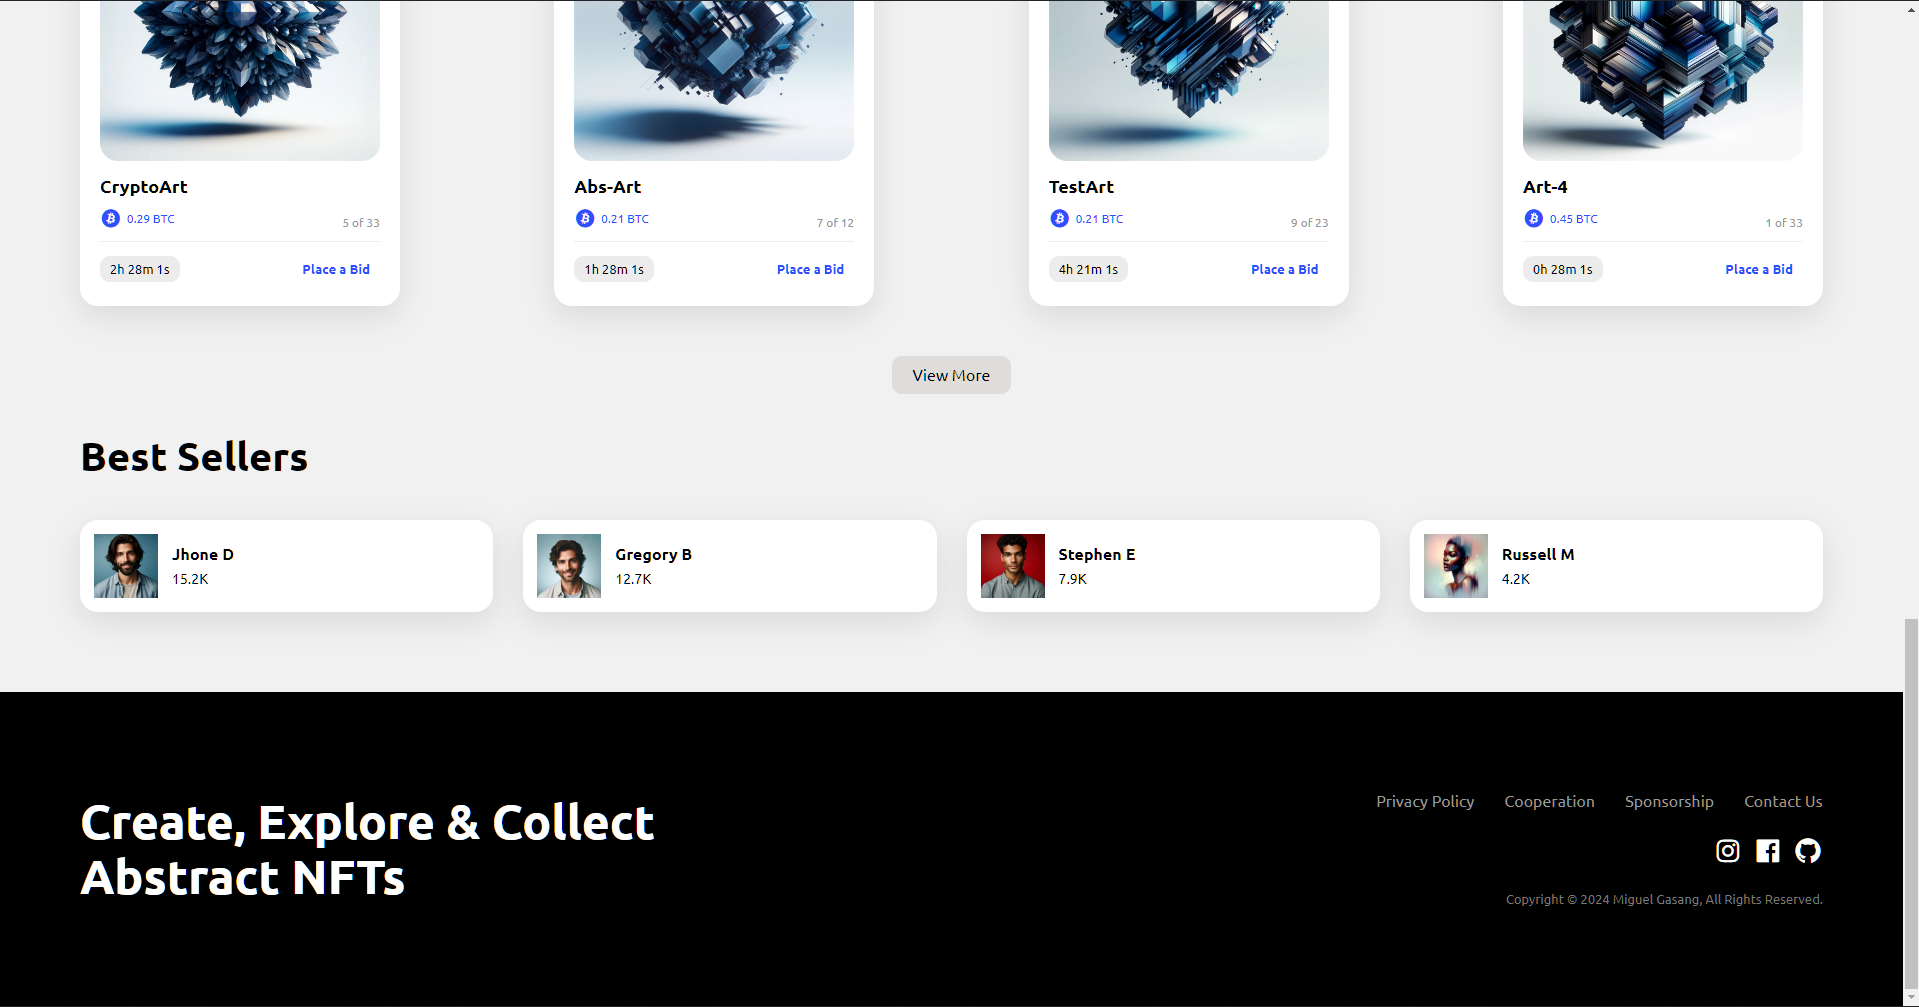 CryptoArt
0.29 BTC
5 of 33
2h 28m 1s
Place a Bid
Abs-Art
0.21 BTC
7 of 12
1h 28m 1s
Place a Bid
TestArt
0.21 BTC
9 of 23
4h 21m 1s
Place a Bid
Art-4
0.45 BTC
1 of 33
0h 28m 1s
Place a Bid
View More
Best Sellers
Jhone D
15.2K
Gregory B
12.7K
Stephen E
7.9K
Russell M
4.2K
Create, Explore & Collect
Abstract NFTs
Privacy Policy Cooperation Sponsorship Contact Us
Copyright © 2024 Miguel Gasang, All Rights Reserved.